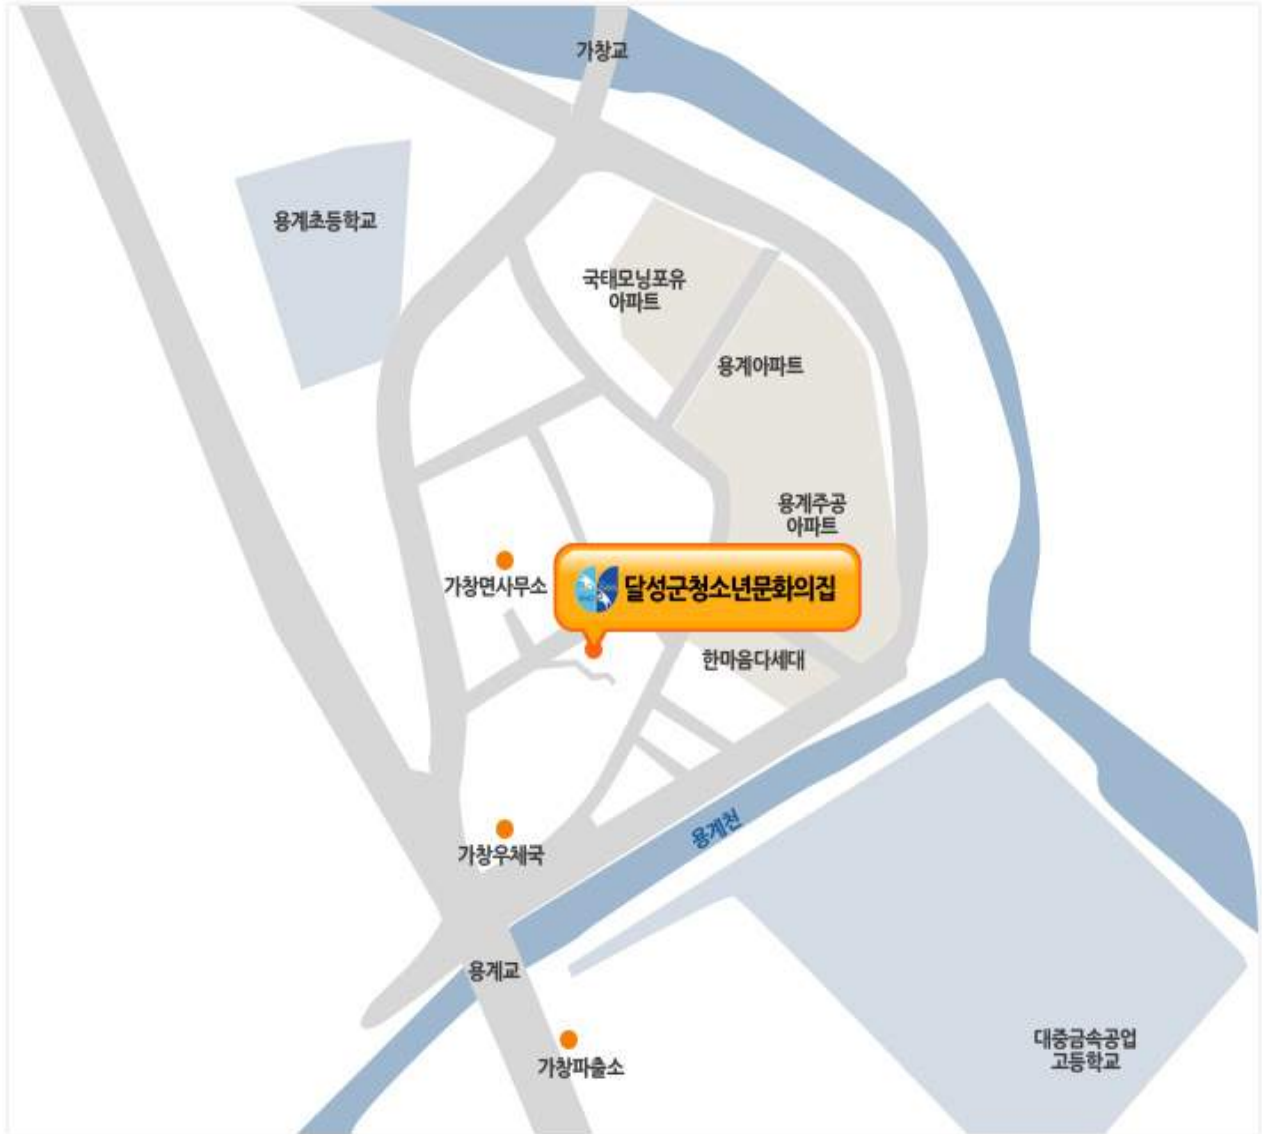 가창교
용계초등학교
국태모닝포유
아파트
용계아파트
용계주공
아파트
가창면사무소
달성군청소년문화의집
한마음다세대
용계천
가창우체국
용계교
대중금속공업
고등학교
가창파출소